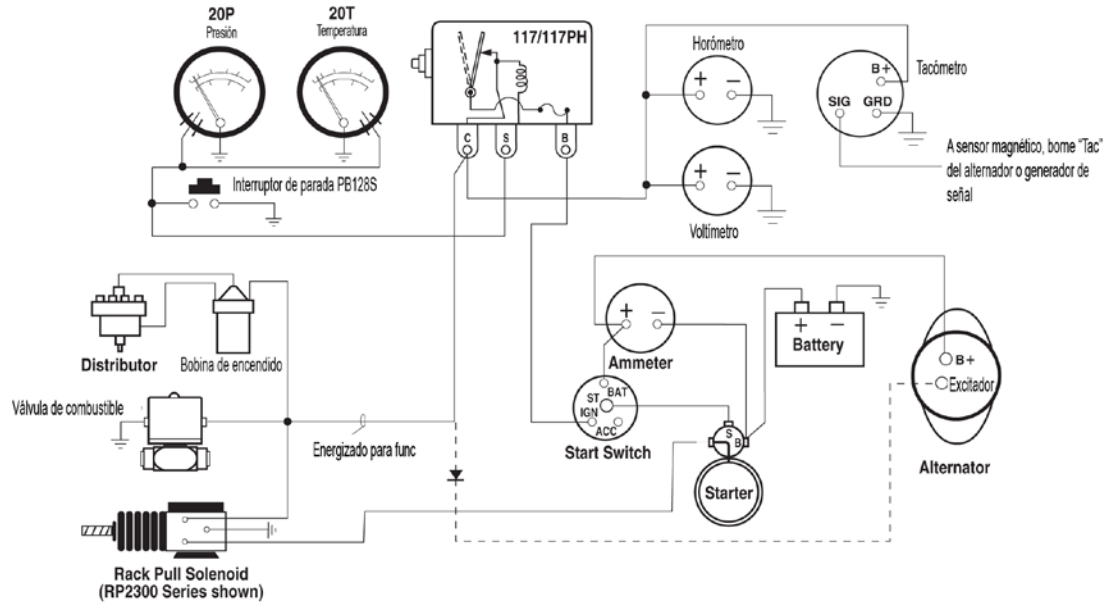 20P
Presión
20T
Temperatura
117/117PH
C
S
B
Horómetro
+ −
B+
SIG GRD
Tacómetro
A sensor magnético, borne "Tac"
del alternador o generador de
señal
Interruptor de parada PB128S
+ −
Voltímetro
Distributor
Bobina de encendido
+ −
Ammeter
+ −
Battery
B+
Excitador
Alternator
ST BAT
IGN
ACC
Start Switch
S
B
Starter
Válvula de combustible
Energizado para func
Rack Pull Solenoid
(RP2300 Series shown)